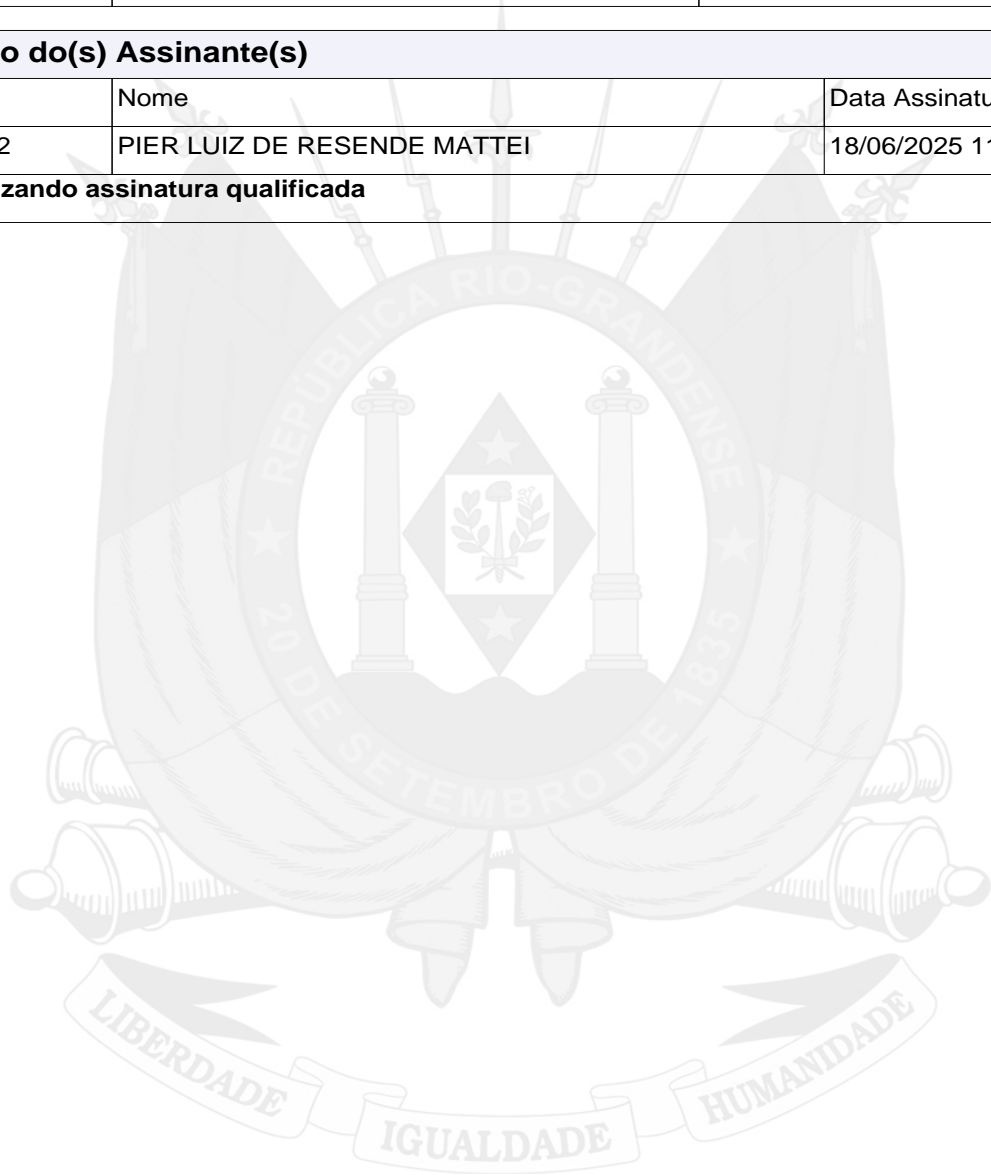 o do(s) Assinante(s)
Nome Data Assinatu
2 PIER LUIZ DE RESENDE MATTEI 18/06/2025 11
zando assinatura qualificada
REPÚBLICA RIO-GRANDENSE
20 DE SETEMBRO DE 1835
LIBERDADE IGUALDADE HUMANIDADE